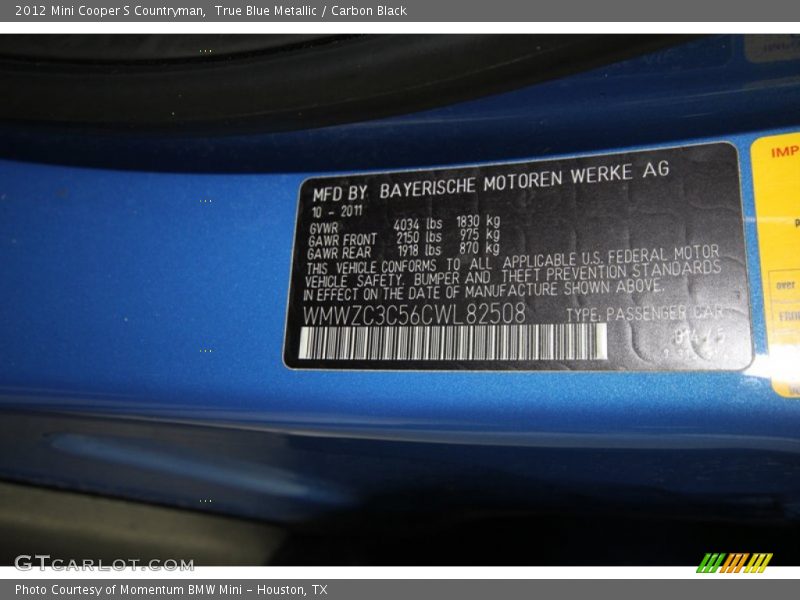 2012 Mini Cooper S Countryman,  True Blue Metallic / Carbon Black
MFD BY  BAYERISCHE MOTOREN WERKE AG
10 - 2011
GVWR 4034 lbs 1830 kg
GAWR FRONT 2150 lbs 975 kg
GAWR REAR 1918 lbs 870 kg
THIS VEHICLE CONFORMS TO ALL APPLICABLE U.S. FEDERAL MOTOR
VEHICLE SAFETY, BUMPER AND THEFT PREVENTION STANDARDS
IN EFFECT ON THE DATE OF MANUFACTURE SHOWN ABOVE.
WMWZC3C56CWL82508 TYPE: PASSENGER CAR
IMP
over
FRON
GTCARLOT.COM
Photo Courtesy of Momentum BMW Mini - Houston, TX